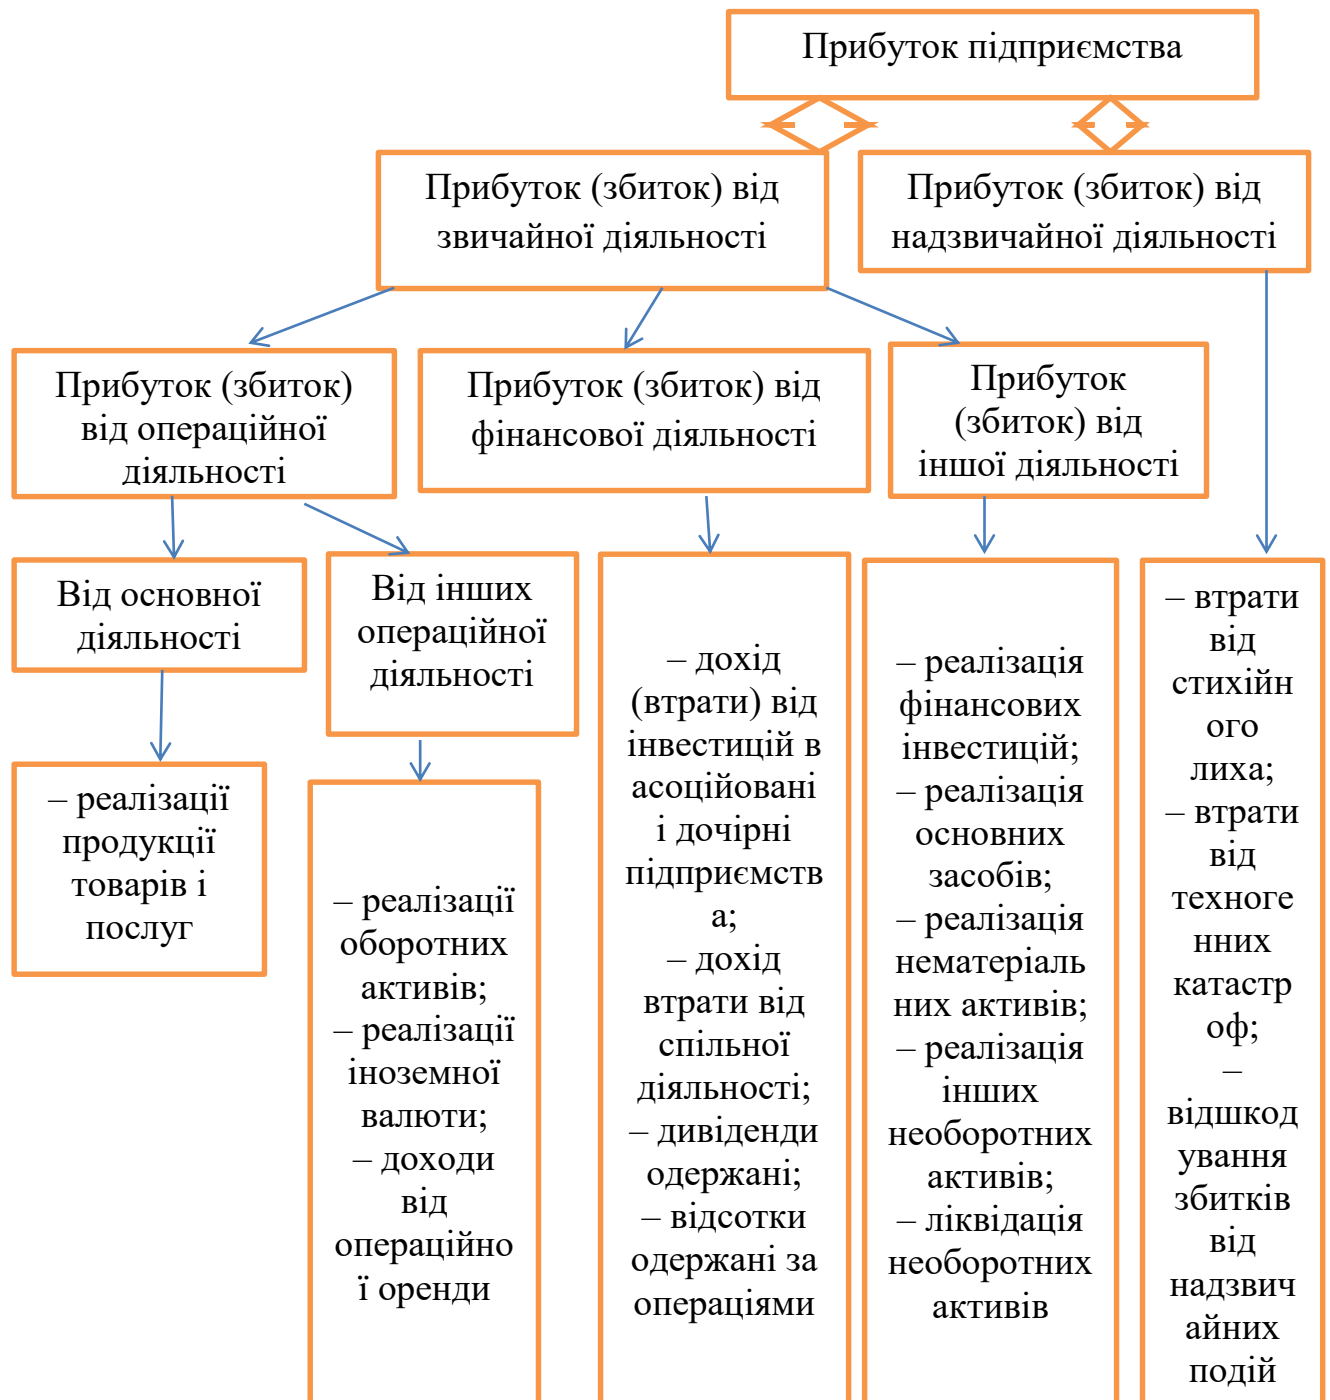 Прибуток підприємства
Прибуток (збиток) від
звичайної діяльності
Прибуток (збиток) від
надзвичайної діяльності
Прибуток (збиток)
від операційної
діяльності
Прибуток (збиток) від
фінансової діяльності
Прибуток
(збиток) від
іншої діяльності
Від основної
діяльності
Від інших
операційної
діяльності
– реалізації
продукції
товарів і
послуг
– реалізації
оборотних
активів;
– реалізації
іноземної
валюти;
– доходи
від
операційно
ї оренди
– дохід
(втрати) від
інвестицій в
асоційовані
і дочірні
підприємств
а;
– дохід
втрати від
спільної
діяльності;
– дивіденди
одержані;
– відсотки
одержані за
операціями
– реалізація
фінансових
інвестицій;
– реалізація
основних
засобів;
– реалізація
нематеріаль
них активів;
– реалізація
інших
необоротних
активів;
– ліквідація
необоротних
активів
– втрати
від
стихійн
ого
лиха;
– втрати
від
техноге
нних
катастр
оф;
–
відшкод
ування
збитків
від
надзвич
айних
подій